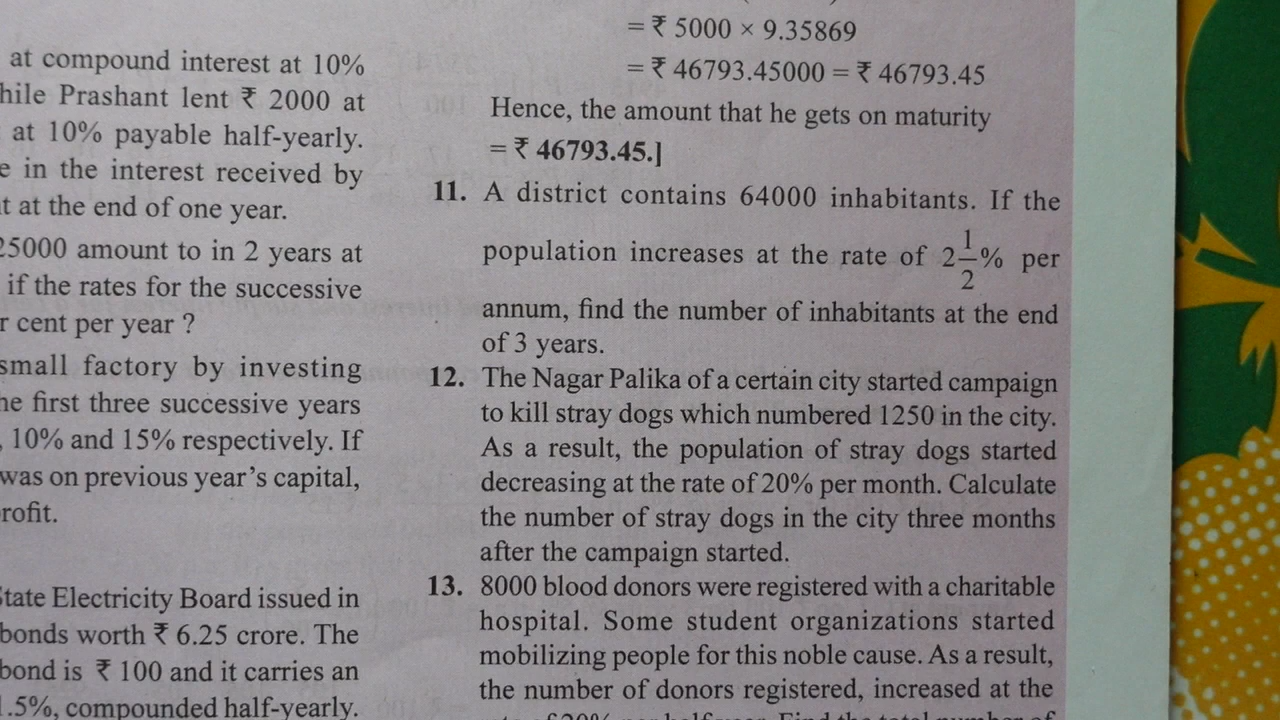 at compound interest at 10%
hile Prashant lent ₹ 2000 at
at 10% payable half-yearly.
e in the interest received by
t at the end of one year.
25000 amount to in 2 years at
if the rates for the successive
r cent per year ?
small factory by investing
he first three successive years
, 10% and 15% respectively. If
was on previous year's capital,
rofit.
State Electricity Board issued in
bonds worth ₹ 6.25 crore. The
bond is ₹ 100 and it carries an
.5%, compounded half-yearly.
= ₹ 5000 × 9.35869
= ₹ 46793.45000 = ₹ 46793.45
Hence, the amount that he gets on maturity
= ₹ 46793.45.]
11. A district contains 64000 inhabitants. If the
population increases at the rate of 2 1/2 % per
annum, find the number of inhabitants at the end
of 3 years.
12. The Nagar Palika of a certain city started campaign
to kill stray dogs which numbered 1250 in the city.
As a result, the population of stray dogs started
decreasing at the rate of 20% per month. Calculate
the number of stray dogs in the city three months
after the campaign started.
13. 8000 blood donors were registered with a charitable
hospital. Some student organizations started
mobilizing people for this noble cause. As a result,
the number of donors registered, increased at the